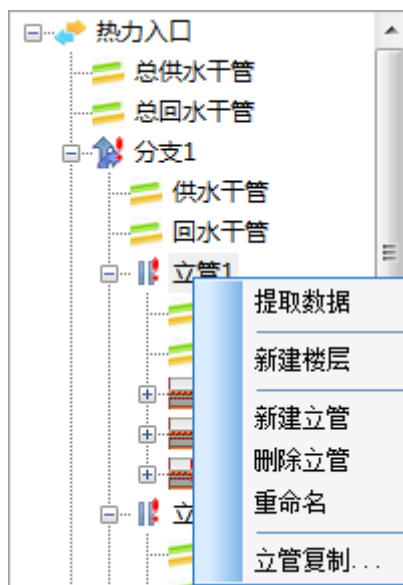 热力入口
总供水干管
总回水干管
分支1
供水干管
回水干管
立管1
提取数据
新建楼层
新建立管
删除立管
重命名
立
立管复制...